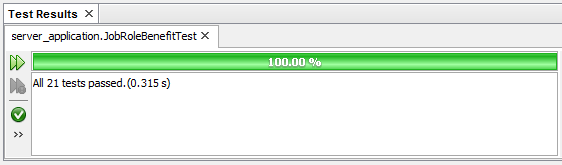 Test Results
server_application.JobRoleBenefitTest
100.00 %
All 21 tests passed.(0.315 s)